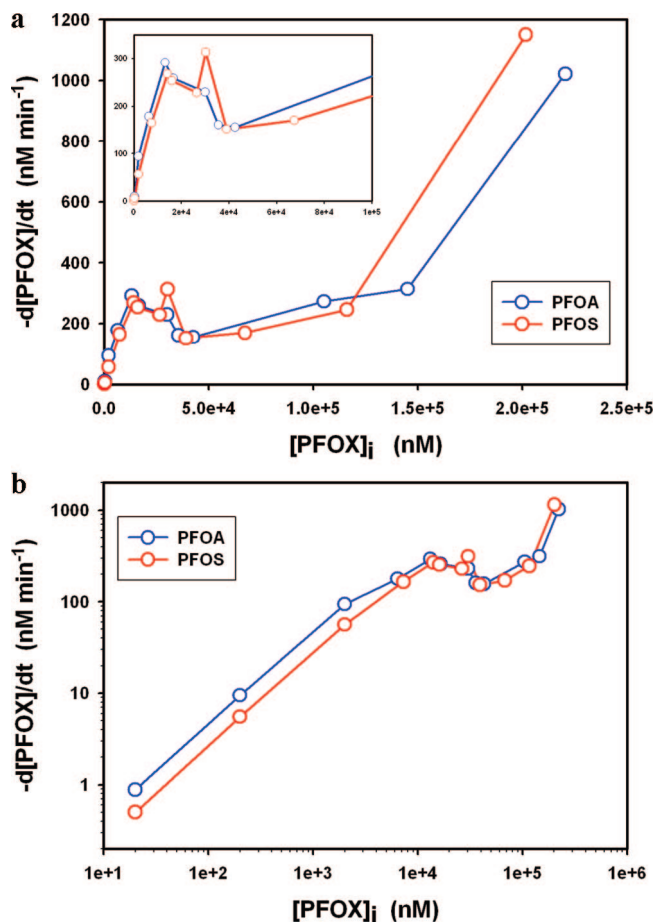 a
1200
1000
800
600
400
200
0
-d[PFOX]/dt (nM min⁻¹)
300
200
100
0
0 2e+4 4e+4 6e+4 8e+4 1e+5
PFOA
PFOS
0.0 5.0e+4 1.0e+5 1.5e+5 2.0e+5 2.5e+5
[PFOX]i (nM)
b
1000
100
10
1
-d[PFOX]/dt (nM min⁻¹)
PFOA
PFOS
1e+1 1e+2 1e+3 1e+4 1e+5 1e+6
[PFOX]i (nM)